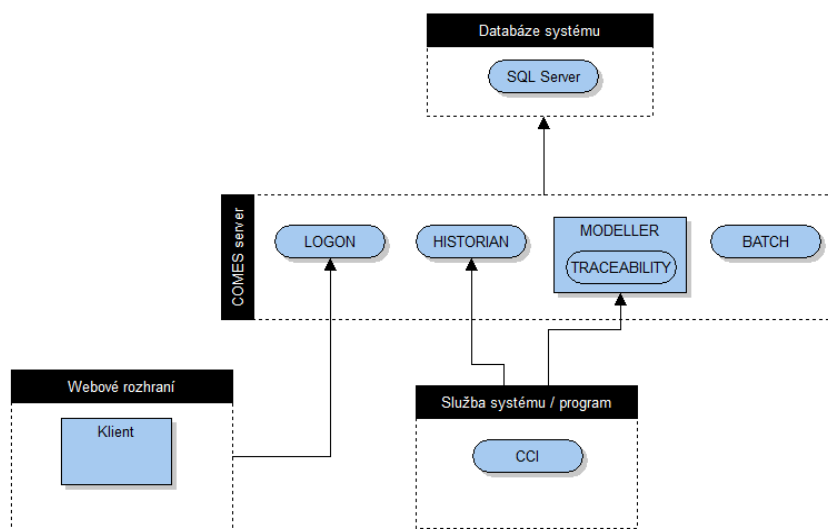 Databáze systému
SQL Server
COMES server
LOGON
HISTORIAN
MODELLER
TRACEABILITY
BATCH
Webové rozhraní
Klient
Služba systému / program
CCI